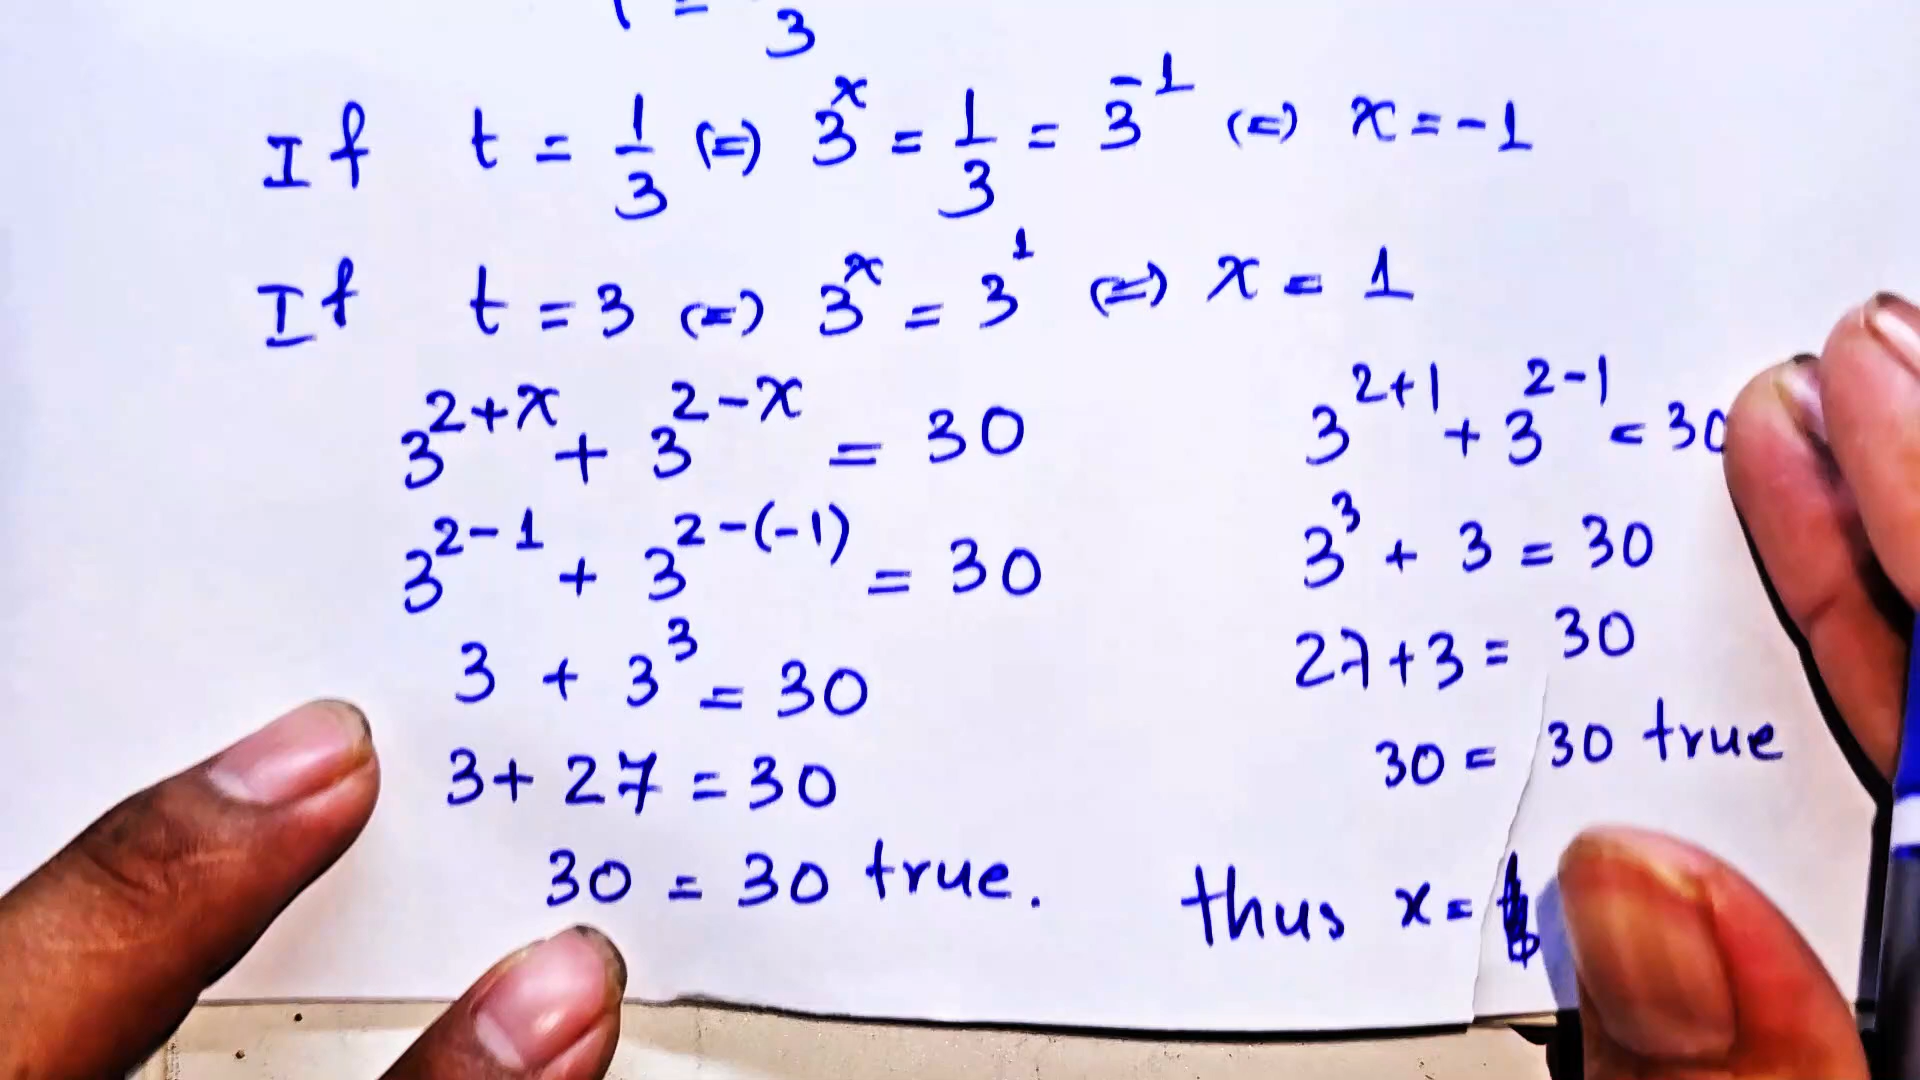 3
If t = 1/3 (=) 3^x = 1/3 = 3^-1 (=) x = -1
If t = 3 (=) 3^x = 3^1 (=) x = 1
3^2+x + 3^2-x = 30
3^2-1 + 3^2-(-1) = 30
3 + 3^3 = 30
3 + 27 = 30
30 = 30 true.
3^2+1 + 3^2-1 = 30
3^3 + 3 = 30
27 + 3 = 30
30 = 30 true
thus x =